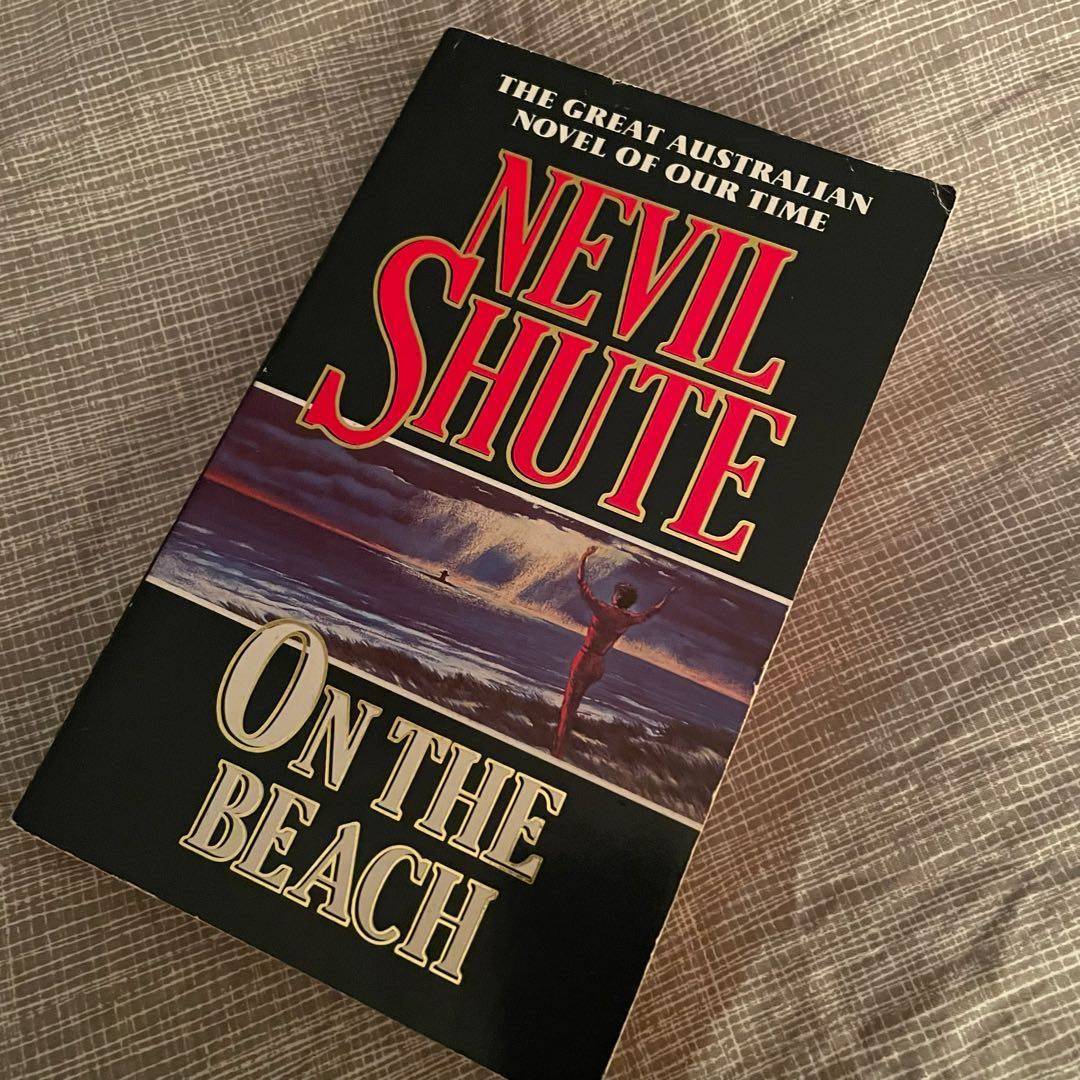 THE GREAT AUSTRALIAN
NOVEL OF OUR TIME
NEVIL
SHUTE
ON THE
BEACH